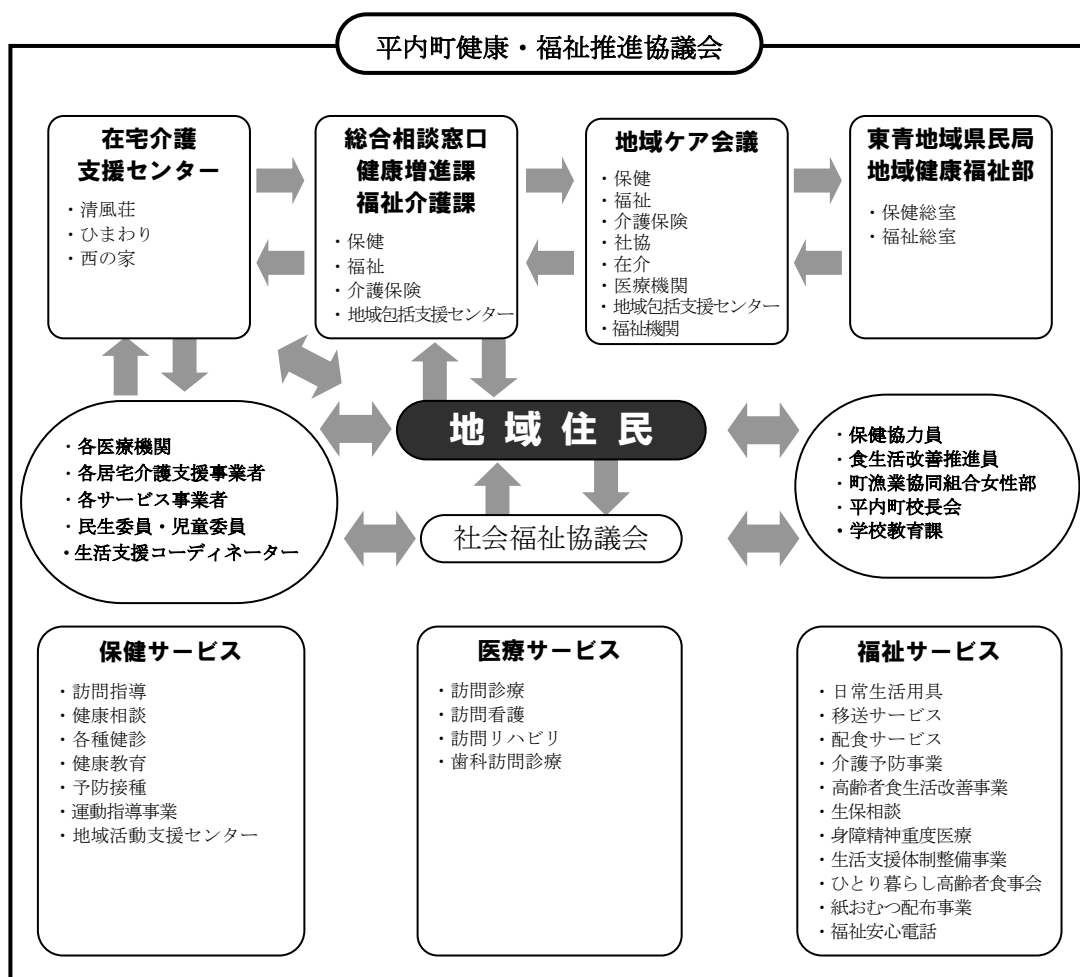 平内町健康・福祉推進協議会
在宅介護
支援センター
・清風荘
・ひまわり
・西の家
総合相談窓口
健康増進課
福祉介護課
・保健
・福祉
・介護保険
・地域包括支援センター
地域ケア会議
・保健
・福祉
・介護保険
・社協
・在介
・医療機関
・地域包括支援センター
・福祉機関
東青地域県民局
地域健康福祉部
・保健総室
・福祉総室
・各医療機関
・各居宅介護支援事業者
・各サービス事業者
・民生委員・児童委員
・生活支援コーディネーター
地域住民
社会福祉協議会
・保健協力員
・食生活改善推進員
・町漁業協同組合女性部
・平内町校長会
・学校教育課
保健サービス
・訪問指導
・健康相談
・各種健診
・健康教育
・予防接種
・運動指導事業
・地域活動支援センター
医療サービス
・訪問診療
・訪問看護
・訪問リハビリ
・歯科訪問診療
福祉サービス
・日常生活用具
・移送サービス
・配食サービス
・介護予防事業
・高齢者食生活改善事業
・生保相談
・身障精神重度医療
・生活支援体制整備事業
・ひとり暮らし高齢者食事会
・紙おむつ配布事業
・福祉安心電話